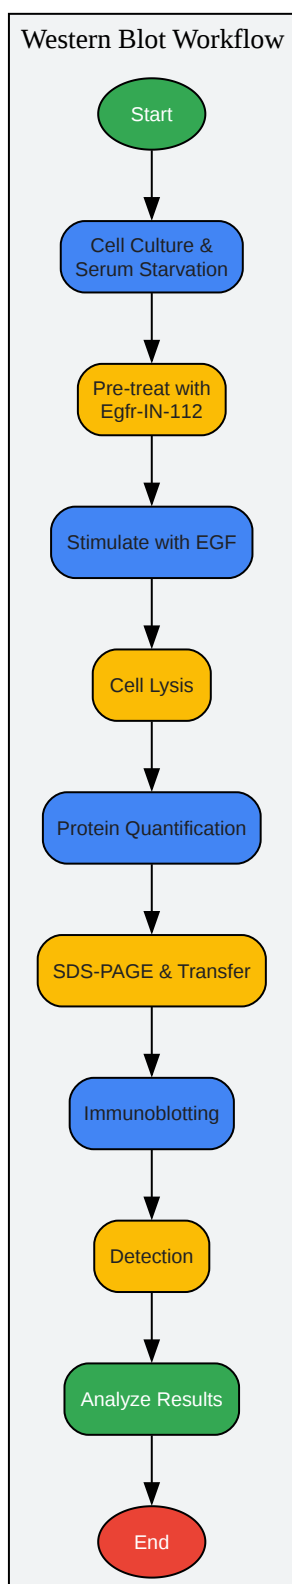 Western Blot Workflow
Start
Cell Culture &
Serum Starvation
Pre-treat with
Egfr-IN-112
Stimulate with EGF
Cell Lysis
Protein Quantification
SDS-PAGE & Transfer
Immunoblotting
Detection
Analyze Results
End